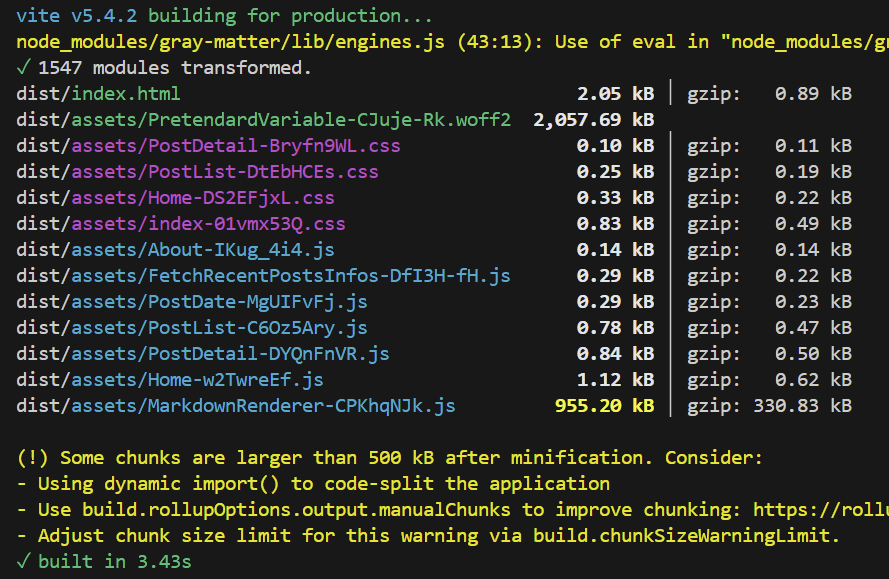 vite v5.4.2 building for production...
node_modules/gray-matter/lib/engines.js (43:13): Use of eval in "node_modules/gr
✓ 1547 modules transformed.
dist/index.html 2.05 kB │ gzip: 0.89 kB
dist/assets/PretendardVariable-CJuje-Rk.woff2 2,057.69 kB
dist/assets/PostDetail-Bryfn9WL.css 0.10 kB │ gzip: 0.11 kB
dist/assets/PostList-DtEbHCEs.css 0.25 kB │ gzip: 0.19 kB
dist/assets/Home-DS2EFjxL.css 0.33 kB │ gzip: 0.22 kB
dist/assets/index-01vmx53Q.css 0.83 kB │ gzip: 0.49 kB
dist/assets/About-IKug_4i4.js 0.14 kB │ gzip: 0.14 kB
dist/assets/FetchRecentPostsInfos-DfI3H-fH.js 0.29 kB │ gzip: 0.22 kB
dist/assets/PostDate-MgUIFvFj.js 0.29 kB │ gzip: 0.23 kB
dist/assets/PostList-C6Oz5Ary.js 0.78 kB │ gzip: 0.47 kB
dist/assets/PostDetail-DYQnFnVR.js 0.84 kB │ gzip: 0.50 kB
dist/assets/Home-w2TwreEf.js 1.12 kB │ gzip: 0.62 kB
dist/assets/MarkdownRenderer-CPKhqNJk.js 955.20 kB │ gzip: 330.83 kB
(!) Some chunks are larger than 500 kB after minification. Consider:
- Using dynamic import() to code-split the application
- Use build.rollupOptions.output.manualChunks to improve chunking: https://rollu
- Adjust chunk size limit for this warning via build.chunkSizeWarningLimit.
✓ built in 3.43s